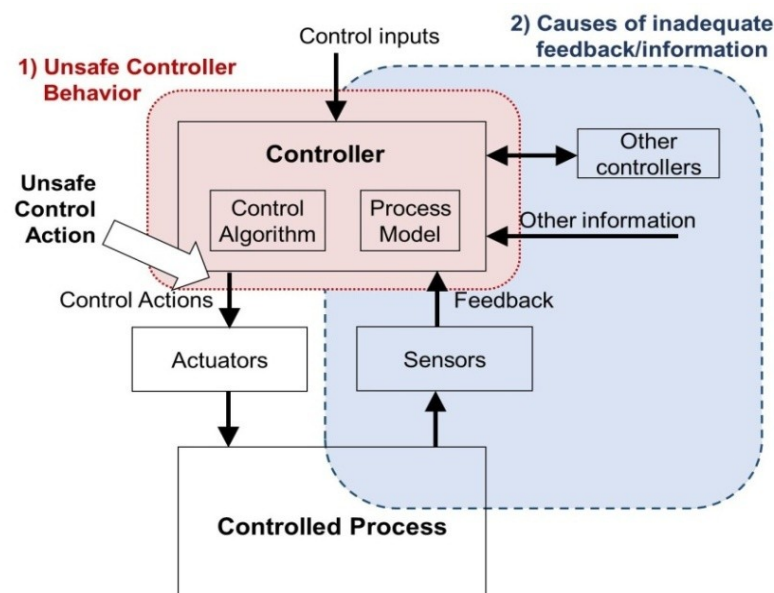 Control inputs
2) Causes of inadequate
feedback/information
1) Unsafe Controller
Behavior
Controller
Other
controllers
Unsafe
Control
Action
Control
Algorithm
Process
Model
Other information
Control Actions
Feedback
Actuators
Sensors
Controlled Process